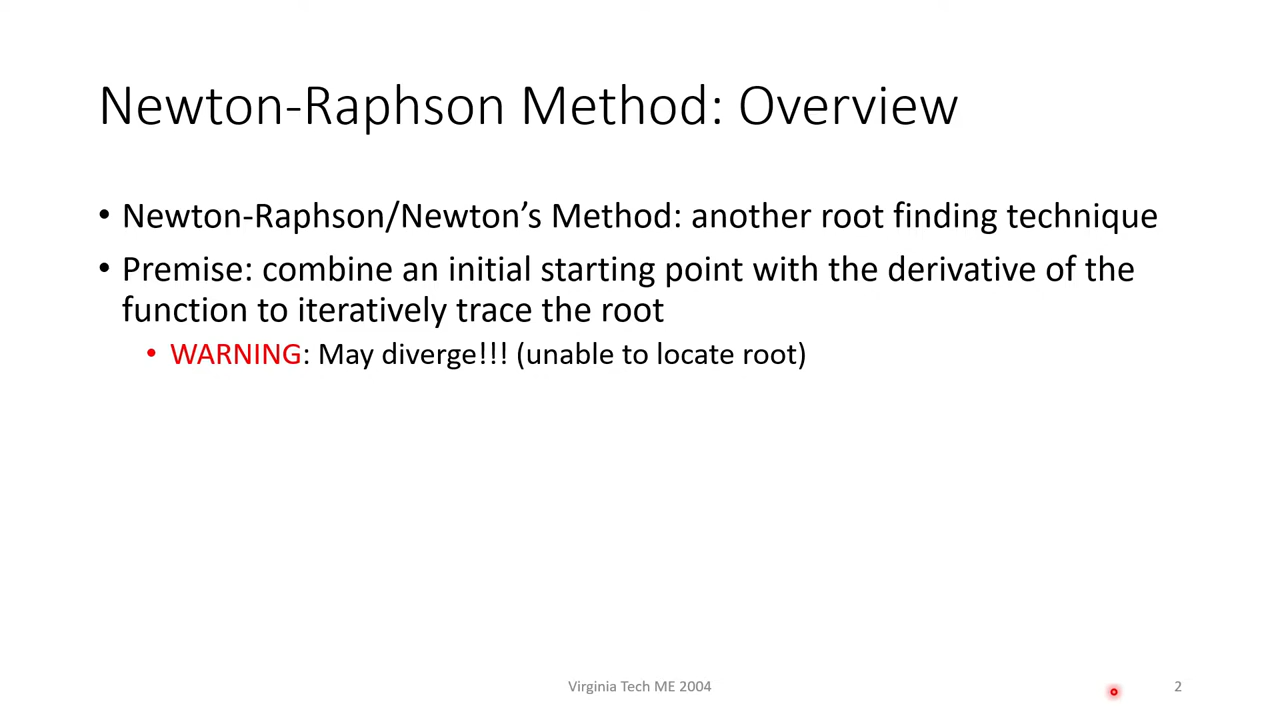 Newton-Raphson Method: Overview
• Newton-Raphson/Newton’s Method: another root finding technique
• Premise: combine an initial starting point with the derivative of the
function to iteratively trace the root
• WARNING: May diverge!!! (unable to locate root)
Virginia Tech ME 2004
2